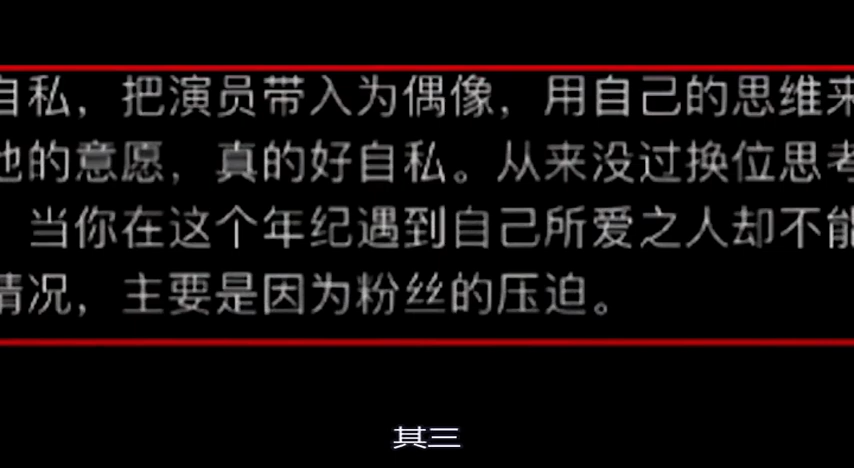 自私，把演员带入为偶像，用自己的思维来
他的意愿，真的好自私。从来没过换位思考
当你在这个年纪遇到自己所爱之人却不能
情况，主要是因为粉丝的压迫。
其三